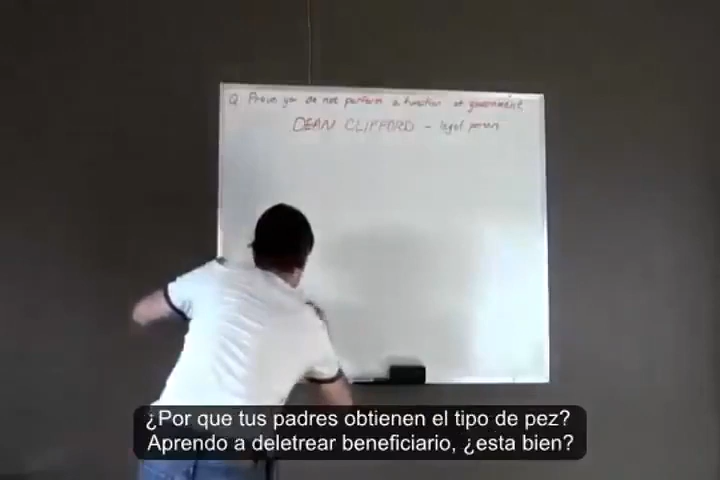 Q. Prove you do not perform a function of government
DEAN CLIFFORD - legal person
¿Por que tus padres obtienen el tipo de pez?
Aprendo a deletrear beneficiario, ¿esta bien?